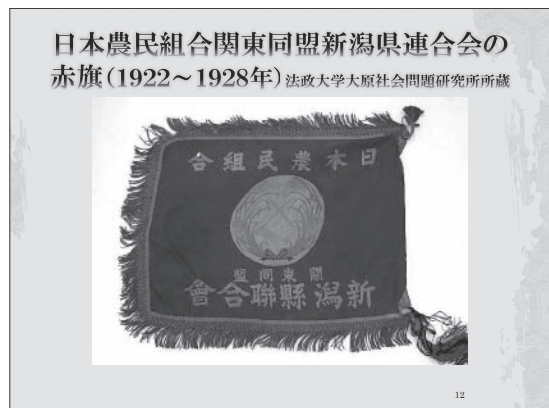 日本農民組合関東同盟新潟県連合会の
赤旗（1922～1928年）法政大学大原社会問題研究所所蔵
日本農民組合
關東同盟
新潟縣聯合會
12